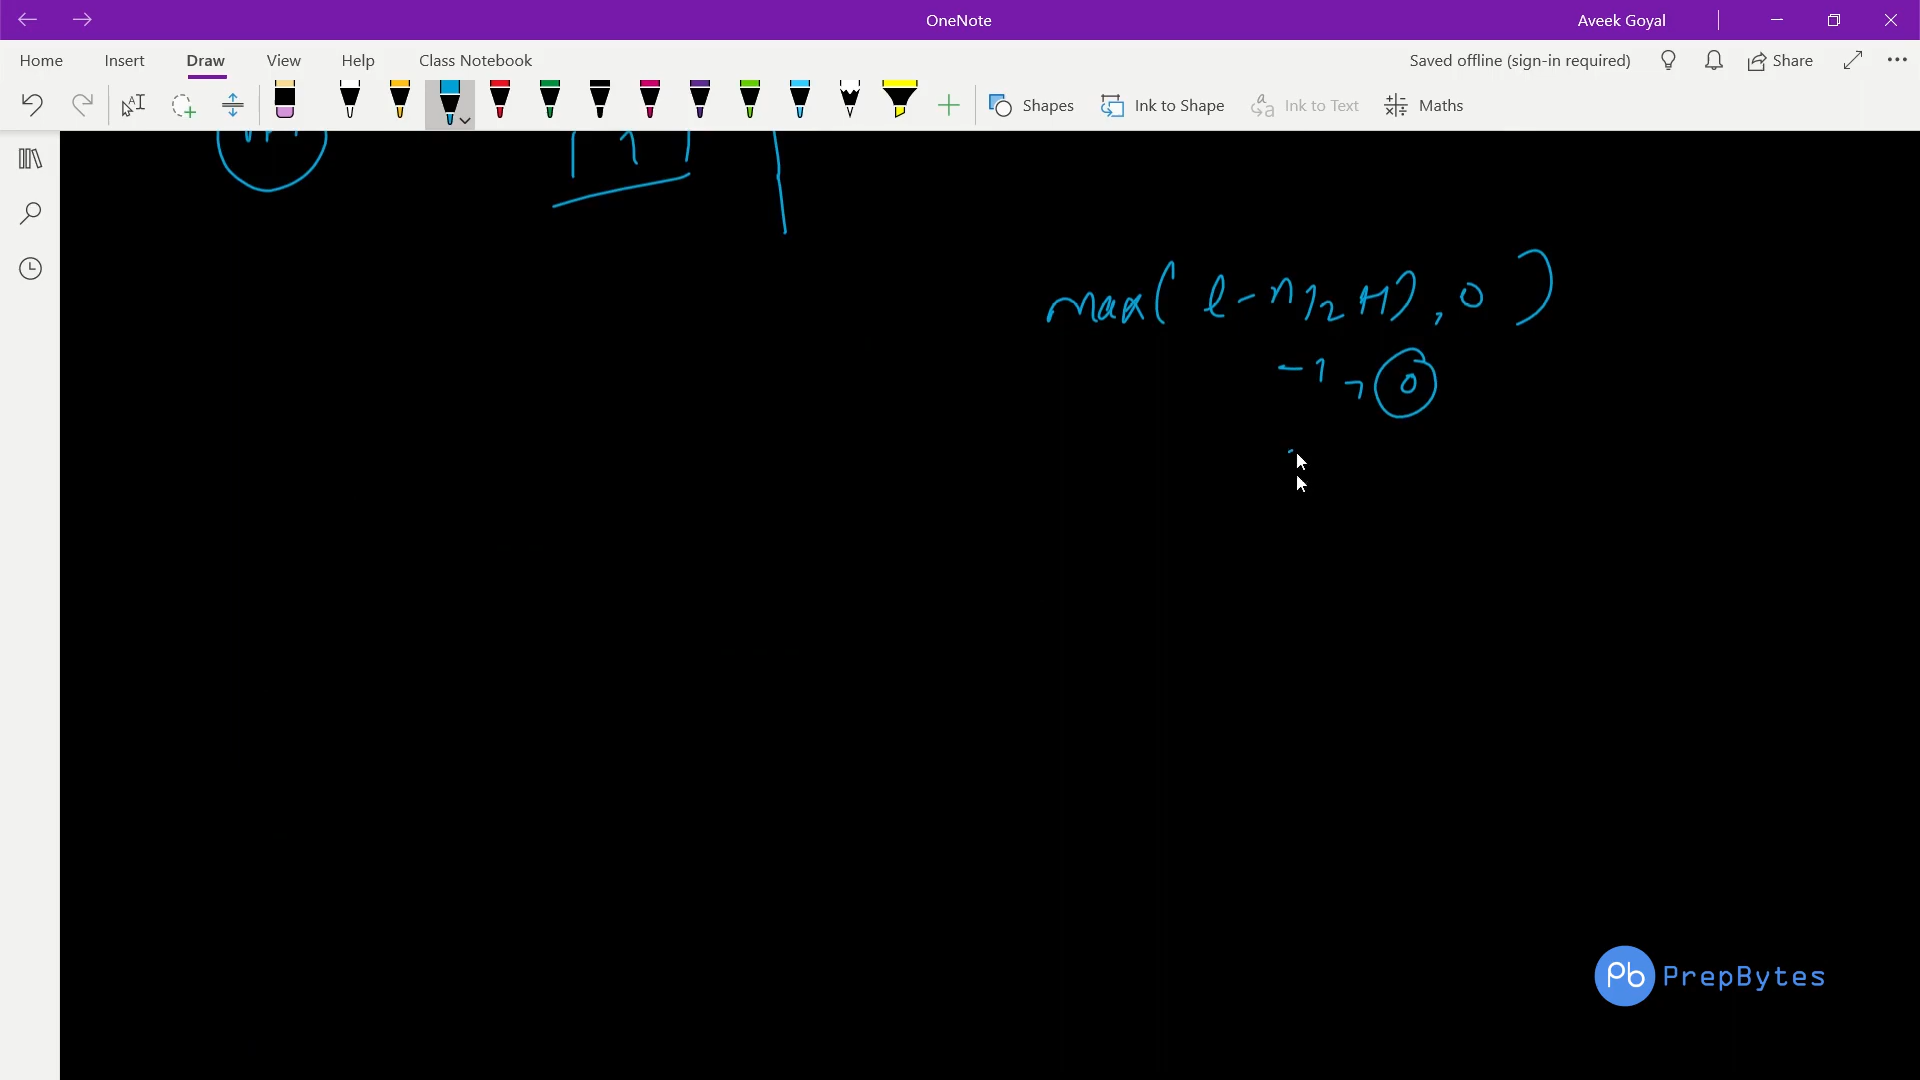 OneNote
Aveek Goyal
Home Insert Draw View Help Class Notebook
Saved offline (sign-in required) Share
Shapes Ink to Shape Ink to Text Maths
max( l-n/2+1), 0 )
-1, 0
PbPrepBytes